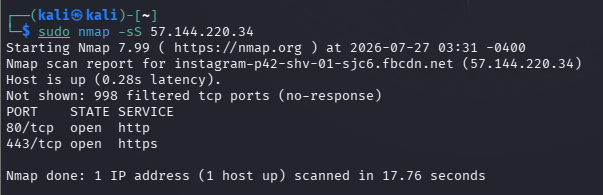 ┌──(kali㉿kali)-[~]
└─$ sudo nmap -sS 57.144.220.34
Starting Nmap 7.99 ( https://nmap.org ) at 2026-07-27 03:31 -0400
Nmap scan report for instagram-p42-shv-01-sjc6.fbcdn.net (57.144.220.34)
Host is up (0.28s latency).
Not shown: 998 filtered tcp ports (no-response)
PORT    STATE SERVICE
80/tcp  open  http
443/tcp open  https
Nmap done: 1 IP address (1 host up) scanned in 17.76 seconds